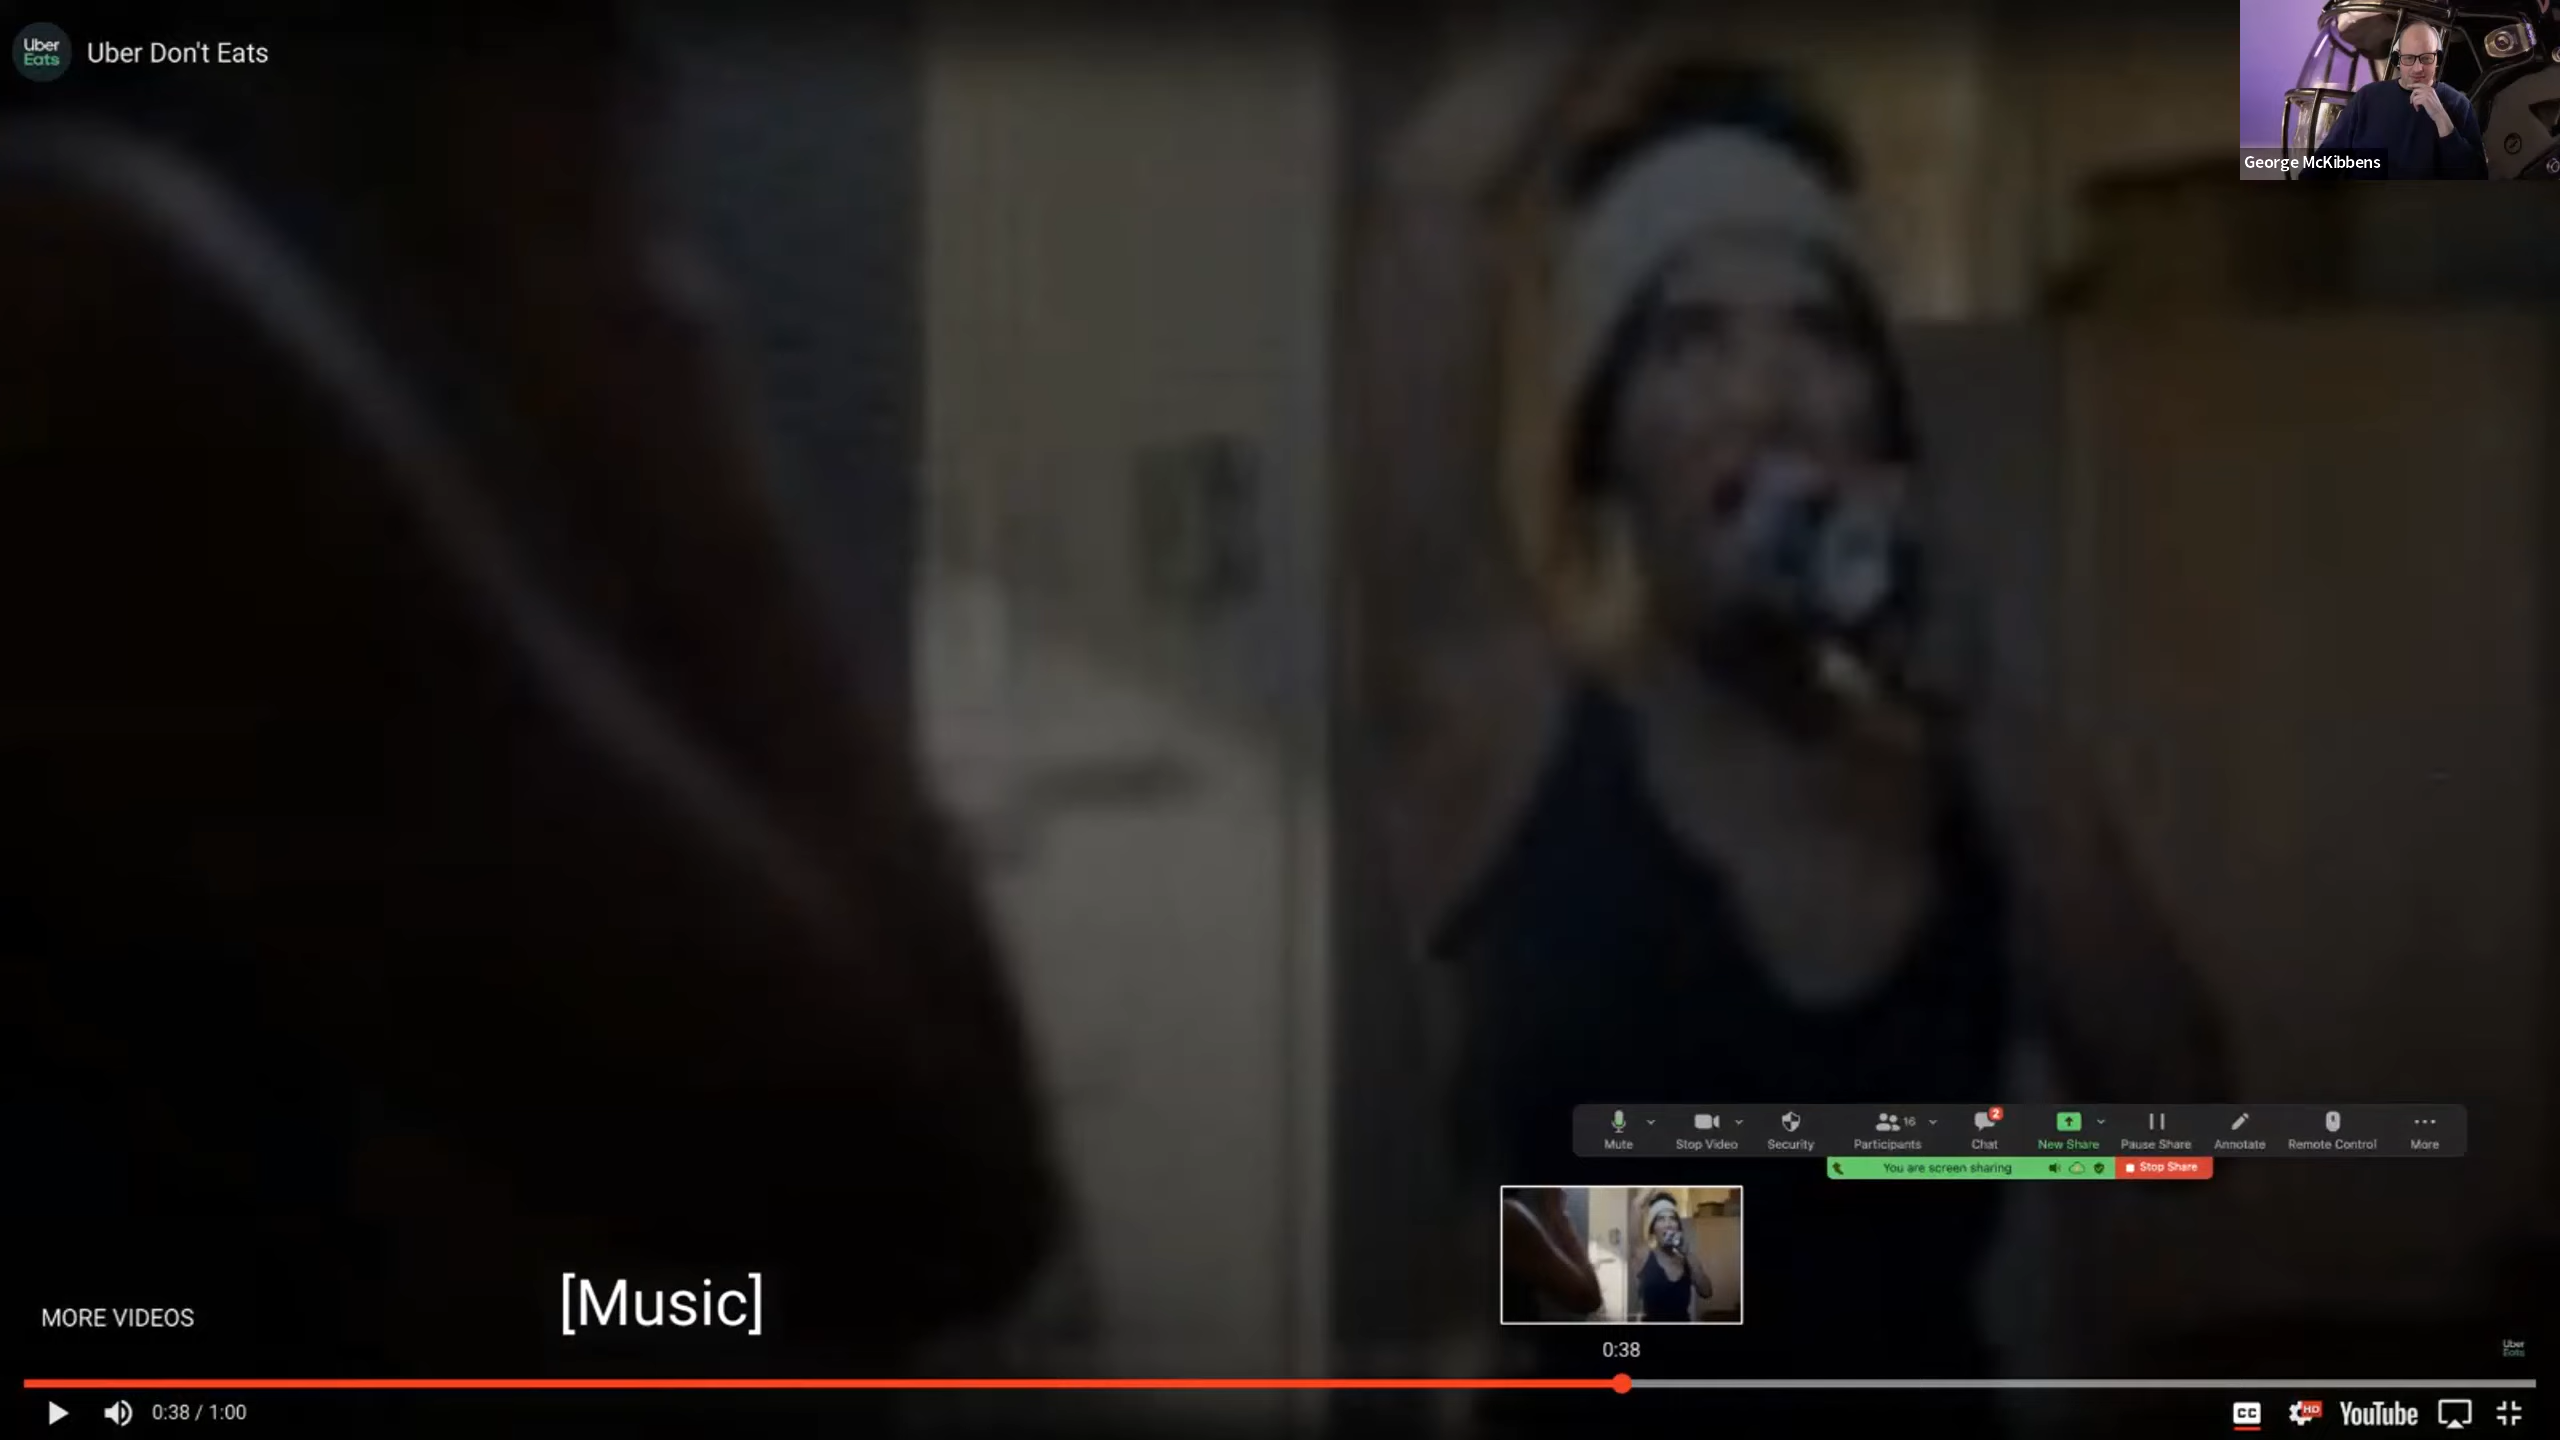 Uber
Eats
Uber Don't Eats
George McKibbens
16
2
Mute
Stop Video
Security
Participants
Chat
New Share
Pause Share
Annotate
Remote Control
More
You are screen sharing
Stop Share
MORE VIDEOS
[Music]
0:38
Uber
Eats
0:38 / 1:00
CC
HD
YouTube